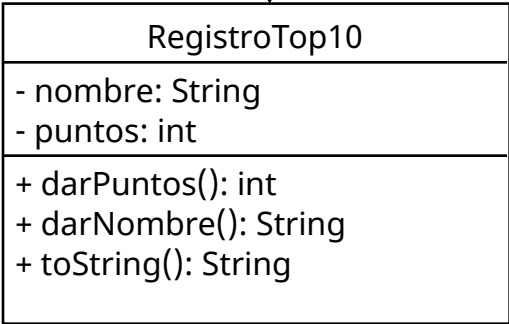 RegistroTop10
- nombre: String
- puntos: int
+ darPuntos(): int
+ darNombre(): String
+ toString(): String